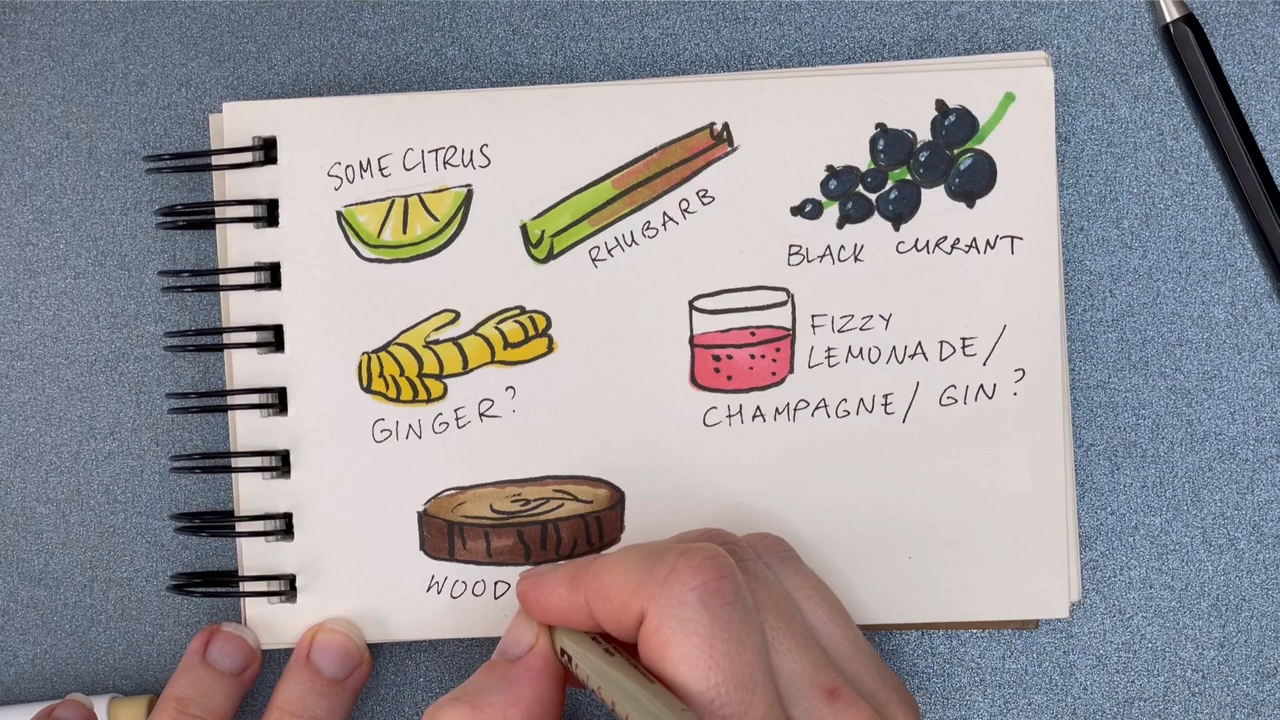 SOME CITRUS
RHUBARB
BLACK CURRANT
GINGER?
FIZZY
LEMONADE/
CHAMPAGNE/ GIN?
WOOD